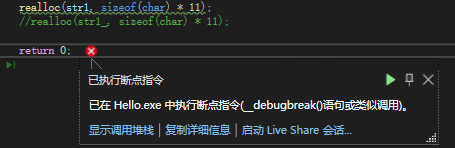 realloc(str1, sizeof(char) * 11);
//realloc(str1_, sizeof(char) * 11);
return 0;
已执行断点指令
已在 Hello.exe 中执行断点指令(__debugbreak()语句或类似调用)。
显示调用堆栈 | 复制详细信息 | 启动 Live Share 会话...